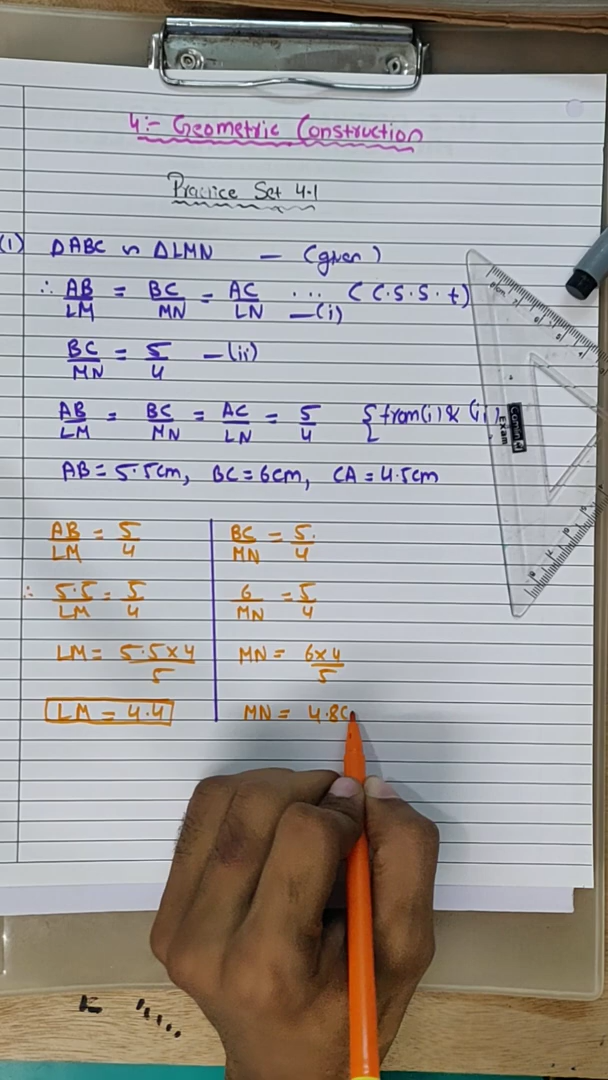 4:- Geometric Construction
Practice Set 4.1
(1) ΔABC ~ ΔLMN — (given)
∴ AB/LM = BC/MN = AC/LN ... (C.S.S.t) —(i)
BC/MN = 5/4 —(ii)
AB/LM = BC/MN = AC/LN = 5/4 {from(i) & (ii)
AB = 5.5cm, BC = 6cm, CA = 4.5cm
AB/LM = 5/4
∴ 5.5/LM = 5/4
LM = 5.5×4/5
LM = 4.4
BC/MN = 5/4
6/MN = 5/4
MN = 6×4/5
MN = 4.8c
Exam